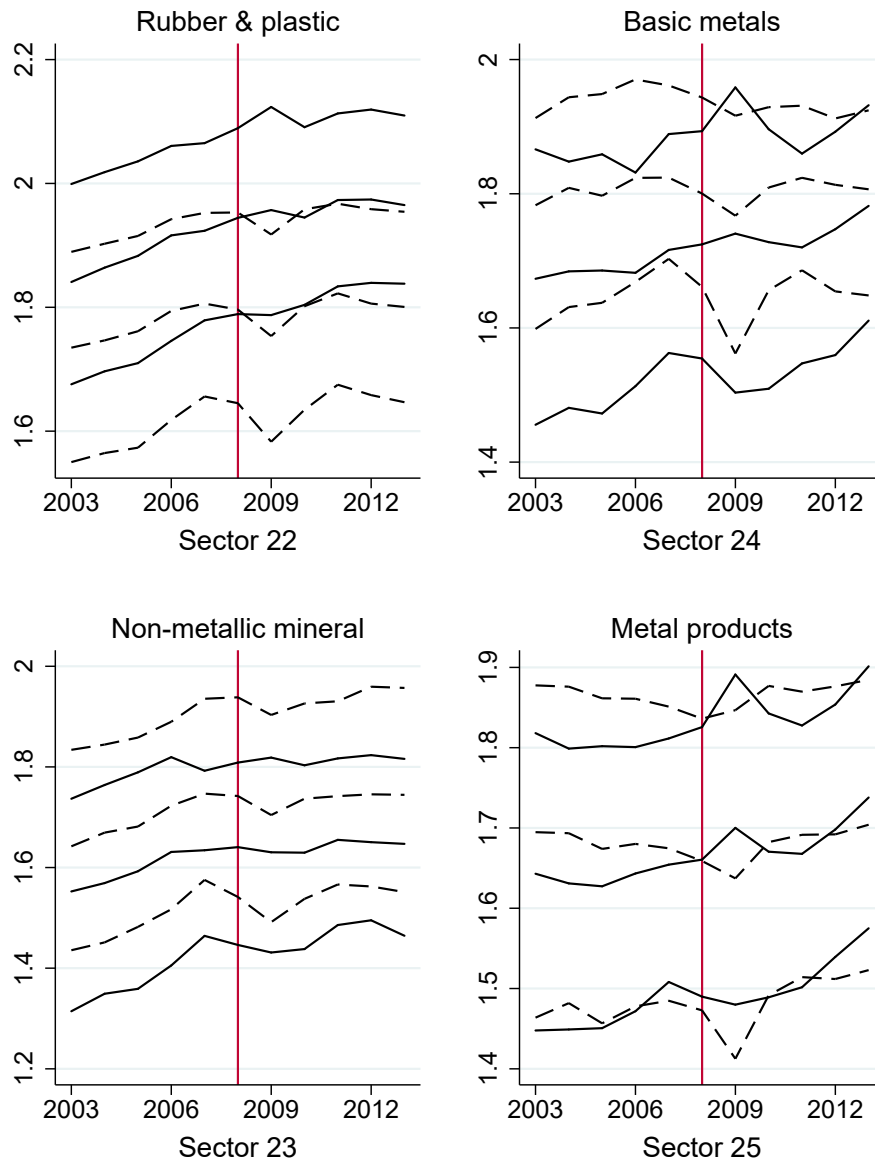 Rubber & plastic
2.2
2
1.8
1.6
2003 2006 2009 2012
Sector 22
Basic metals
2
1.8
1.6
1.4
2003 2006 2009 2012
Sector 24
Non-metallic mineral
2
1.8
1.6
1.4
1.2
2003 2006 2009 2012
Sector 23
Metal products
1.9
1.8
1.7
1.6
1.5
1.4
2003 2006 2009 2012
Sector 25